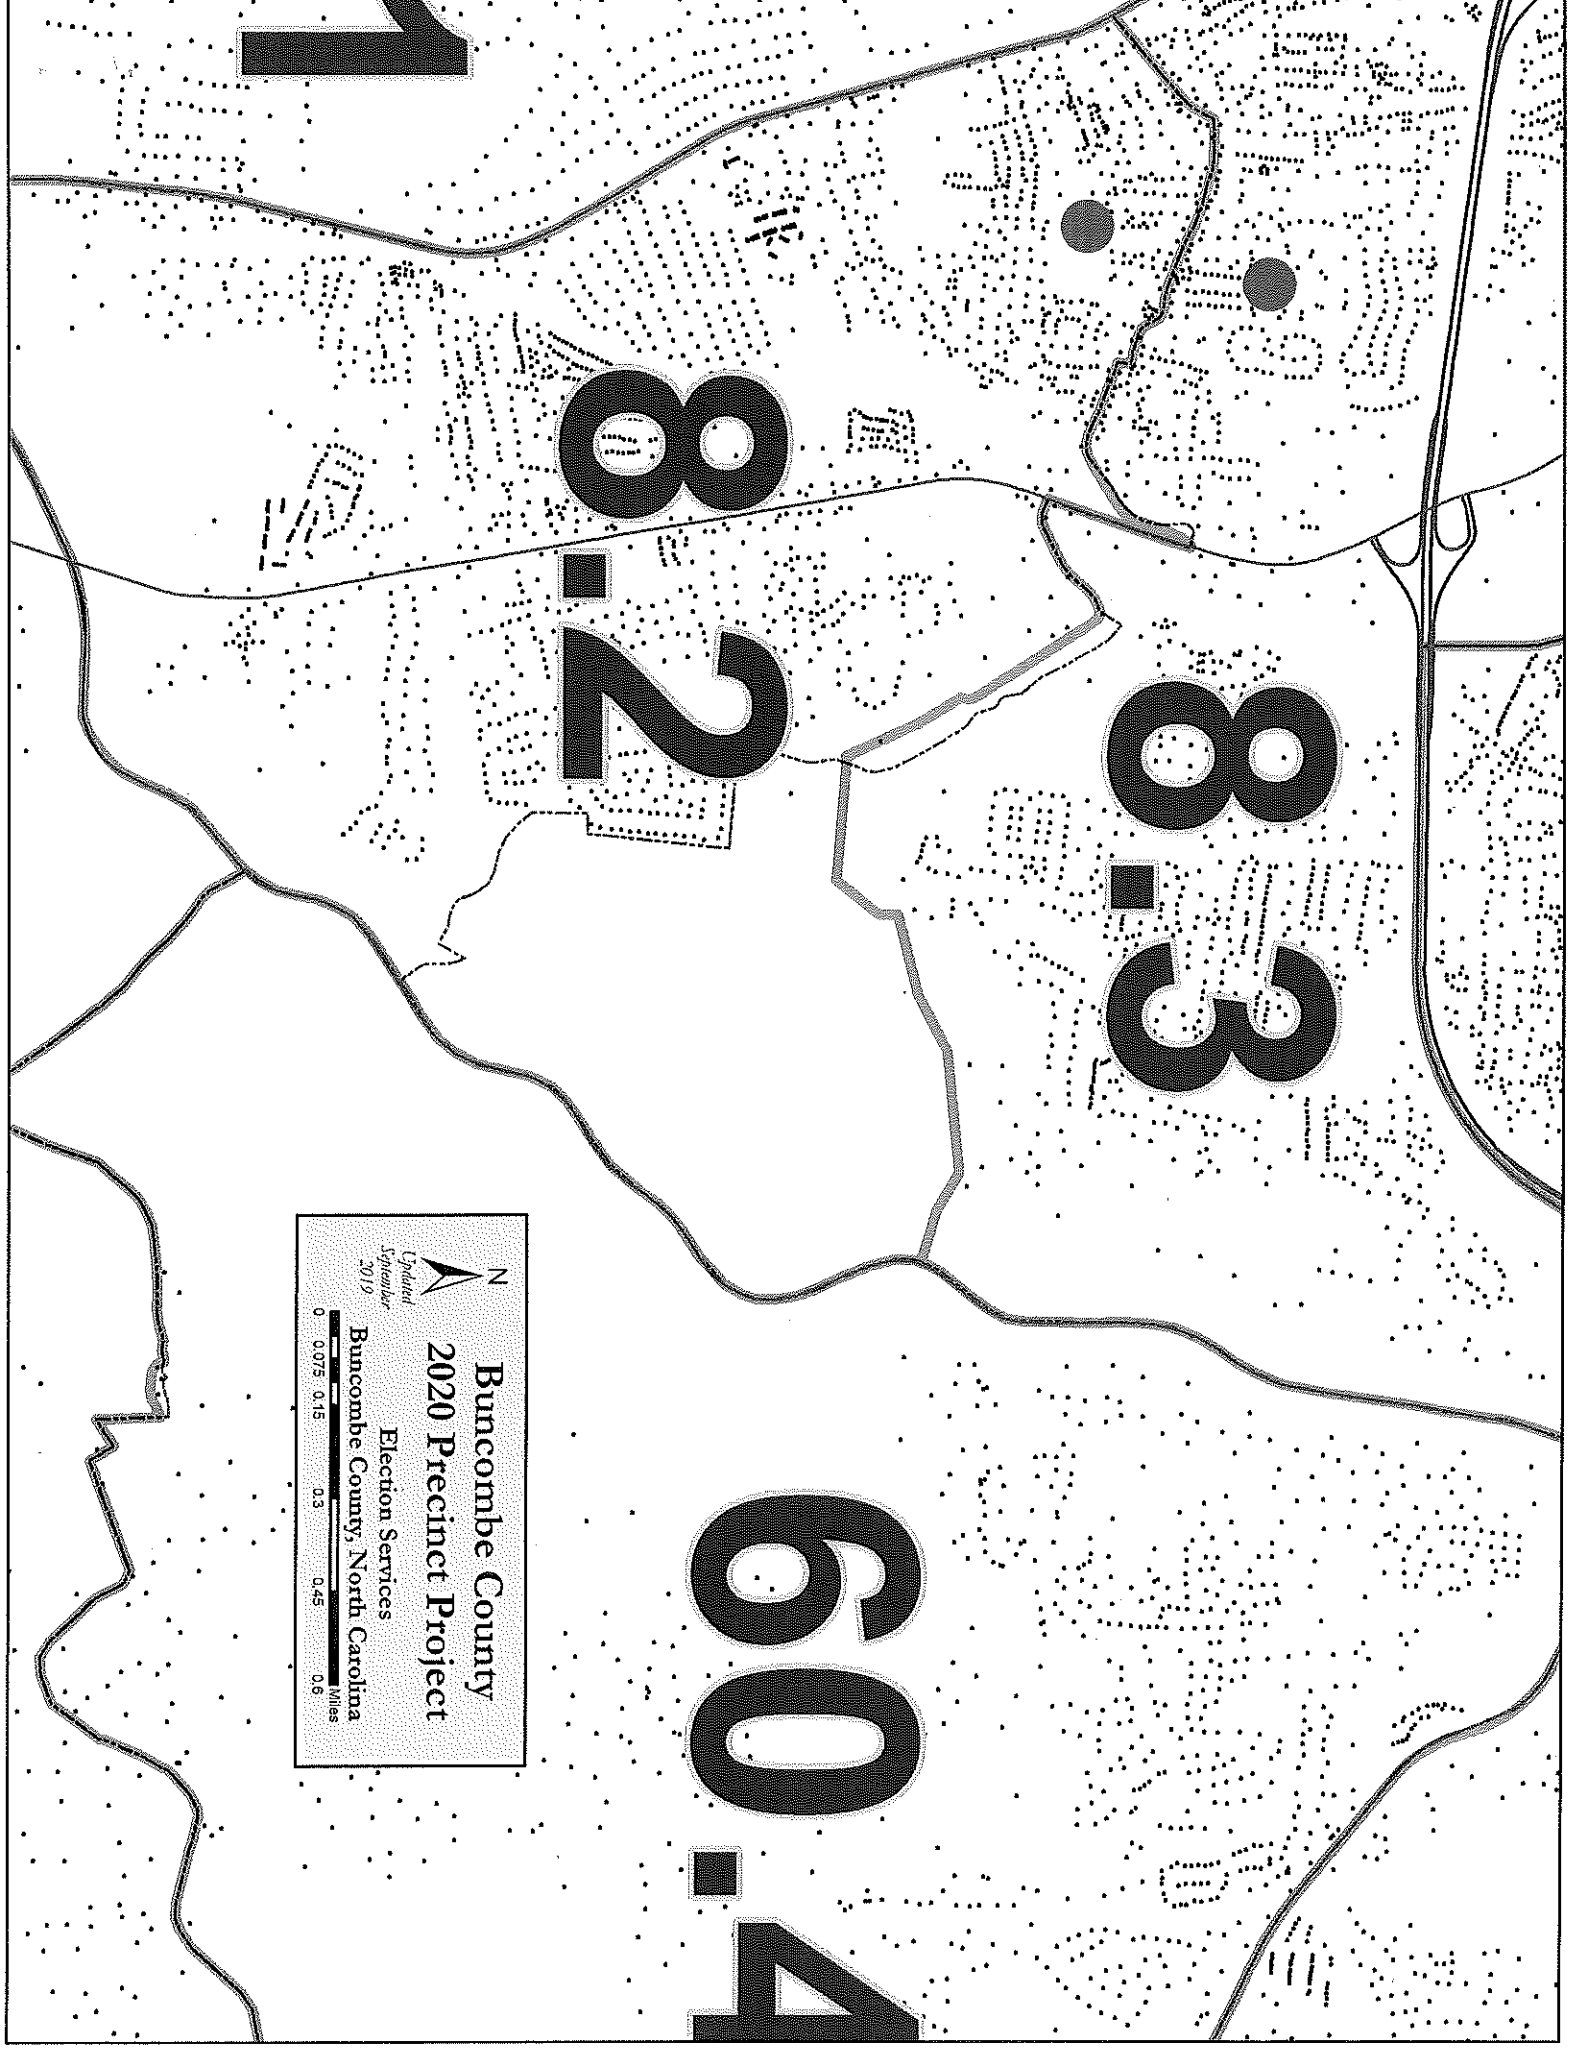 1
8.3
8.2
60.4
N
Updated
September
2019
Buncombe County
2020 Precinct Project
Election Services
Buncombe County, North Carolina
Miles
0 0.075 0.15 0.3 0.45 0.6